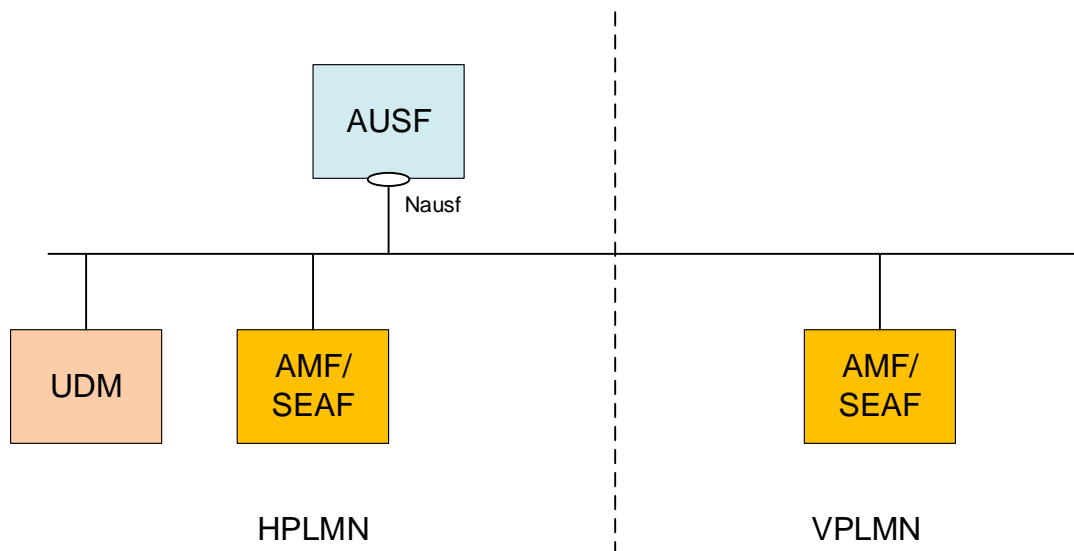 AUSF
Nausf
UDM
AMF/
SEAF
AMF/
SEAF
HPLMN
VPLMN